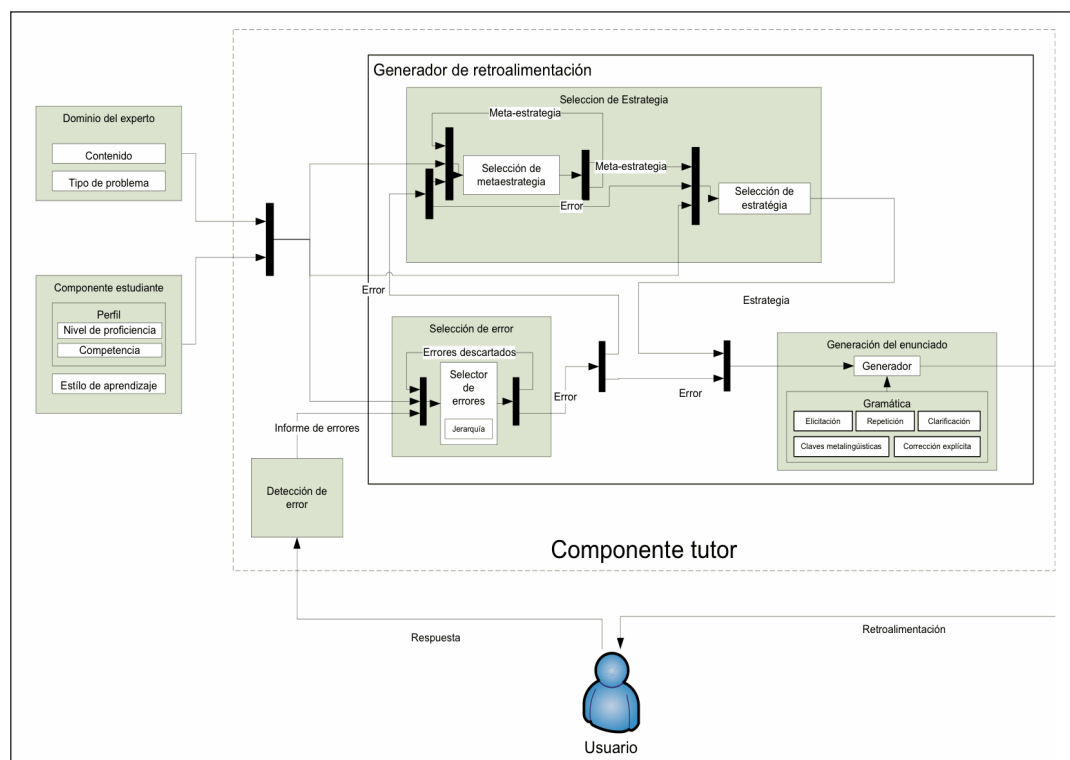 Generador de retroalimentación
Seleccion de Estrategia
Meta-estrategia
Selección de
metaestrategia
Meta-estrategia
Selección de
estratégia
Error
Dominio del experto
Contenido
Tipo de problema
Componente estudiante
Perfil
Nivel de proficiencia
Competencia
Estílo de aprendizaje
Error
Estrategia
Selección de error
Errores descartados
Selector
de
errores
Jerarquía
Error
Error
Generación del enunciado
Generador
Gramática
Elicitación
Repetición
Clarificación
Claves metalingüísticas
Corrección explícita
Informe de errores
Detección de
error
Componente tutor
Respuesta
Retroalimentación
Usuario